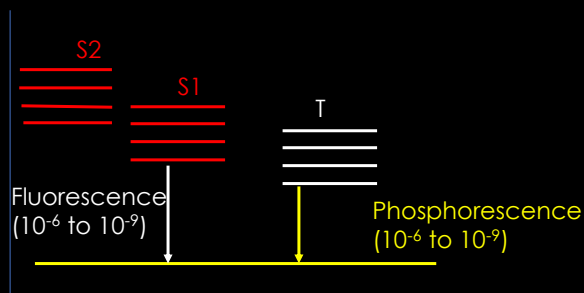 S2
S1
T
Fluorescence
(10⁻⁶ to 10⁻⁹)
Phosphorescence
(10⁻⁶ to 10⁻⁹)